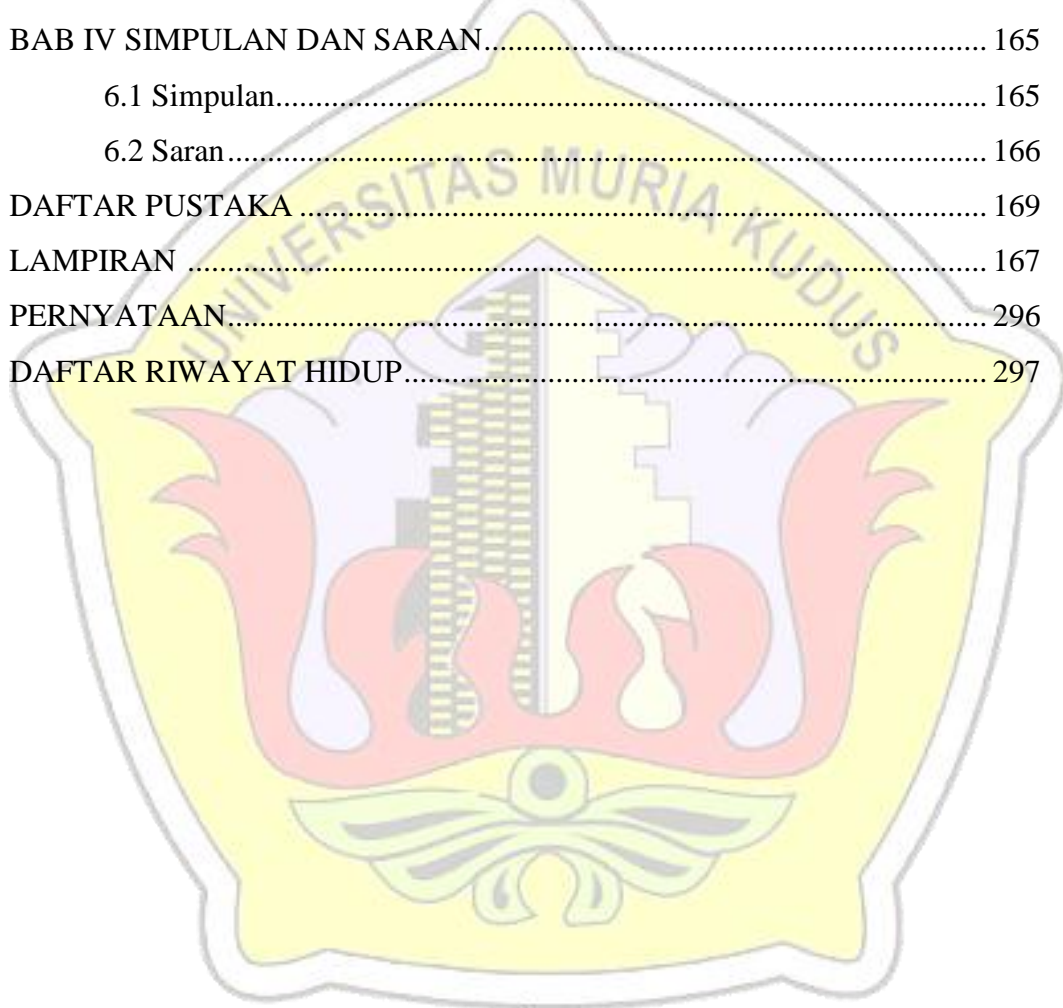 BAB IV SIMPULAN DAN SARAN................................................................ 165
6.1 Simpulan......................................................................................... 165
6.2 Saran............................................................................................... 166
DAFTAR PUSTAKA ...................................................................................... 169
LAMPIRAN .................................................................................................... 167
PERNYATAAN............................................................................................... 296
DAFTAR RIWAYAT HIDUP......................................................................... 297
UNIVERSITAS MURIA KUDUS